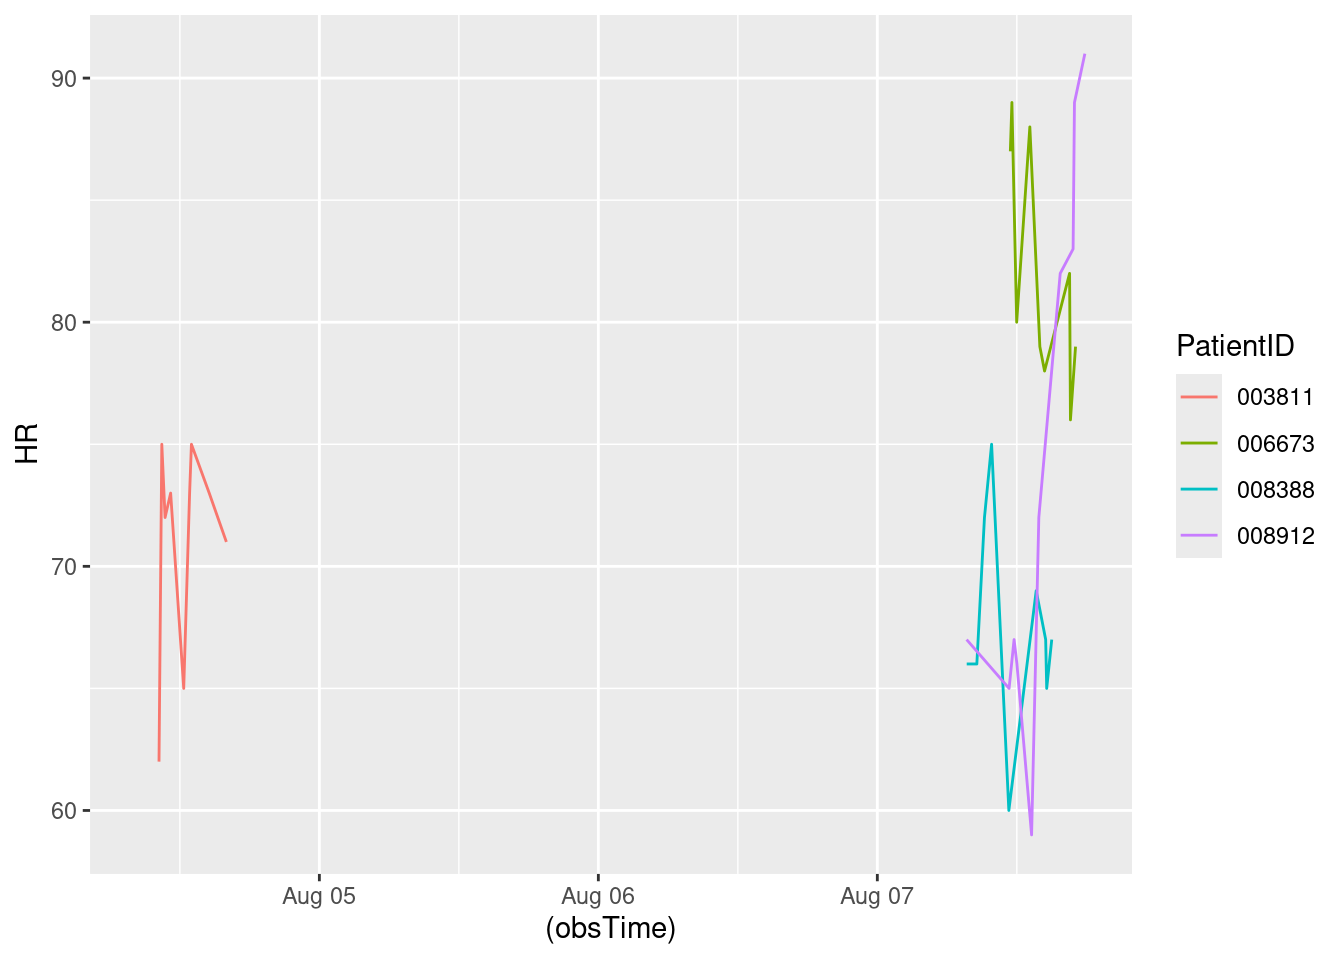 90
80
70
60
HR
Aug 05
Aug 06
Aug 07
(obsTime)
PatientID
003811
006673
008388
008912